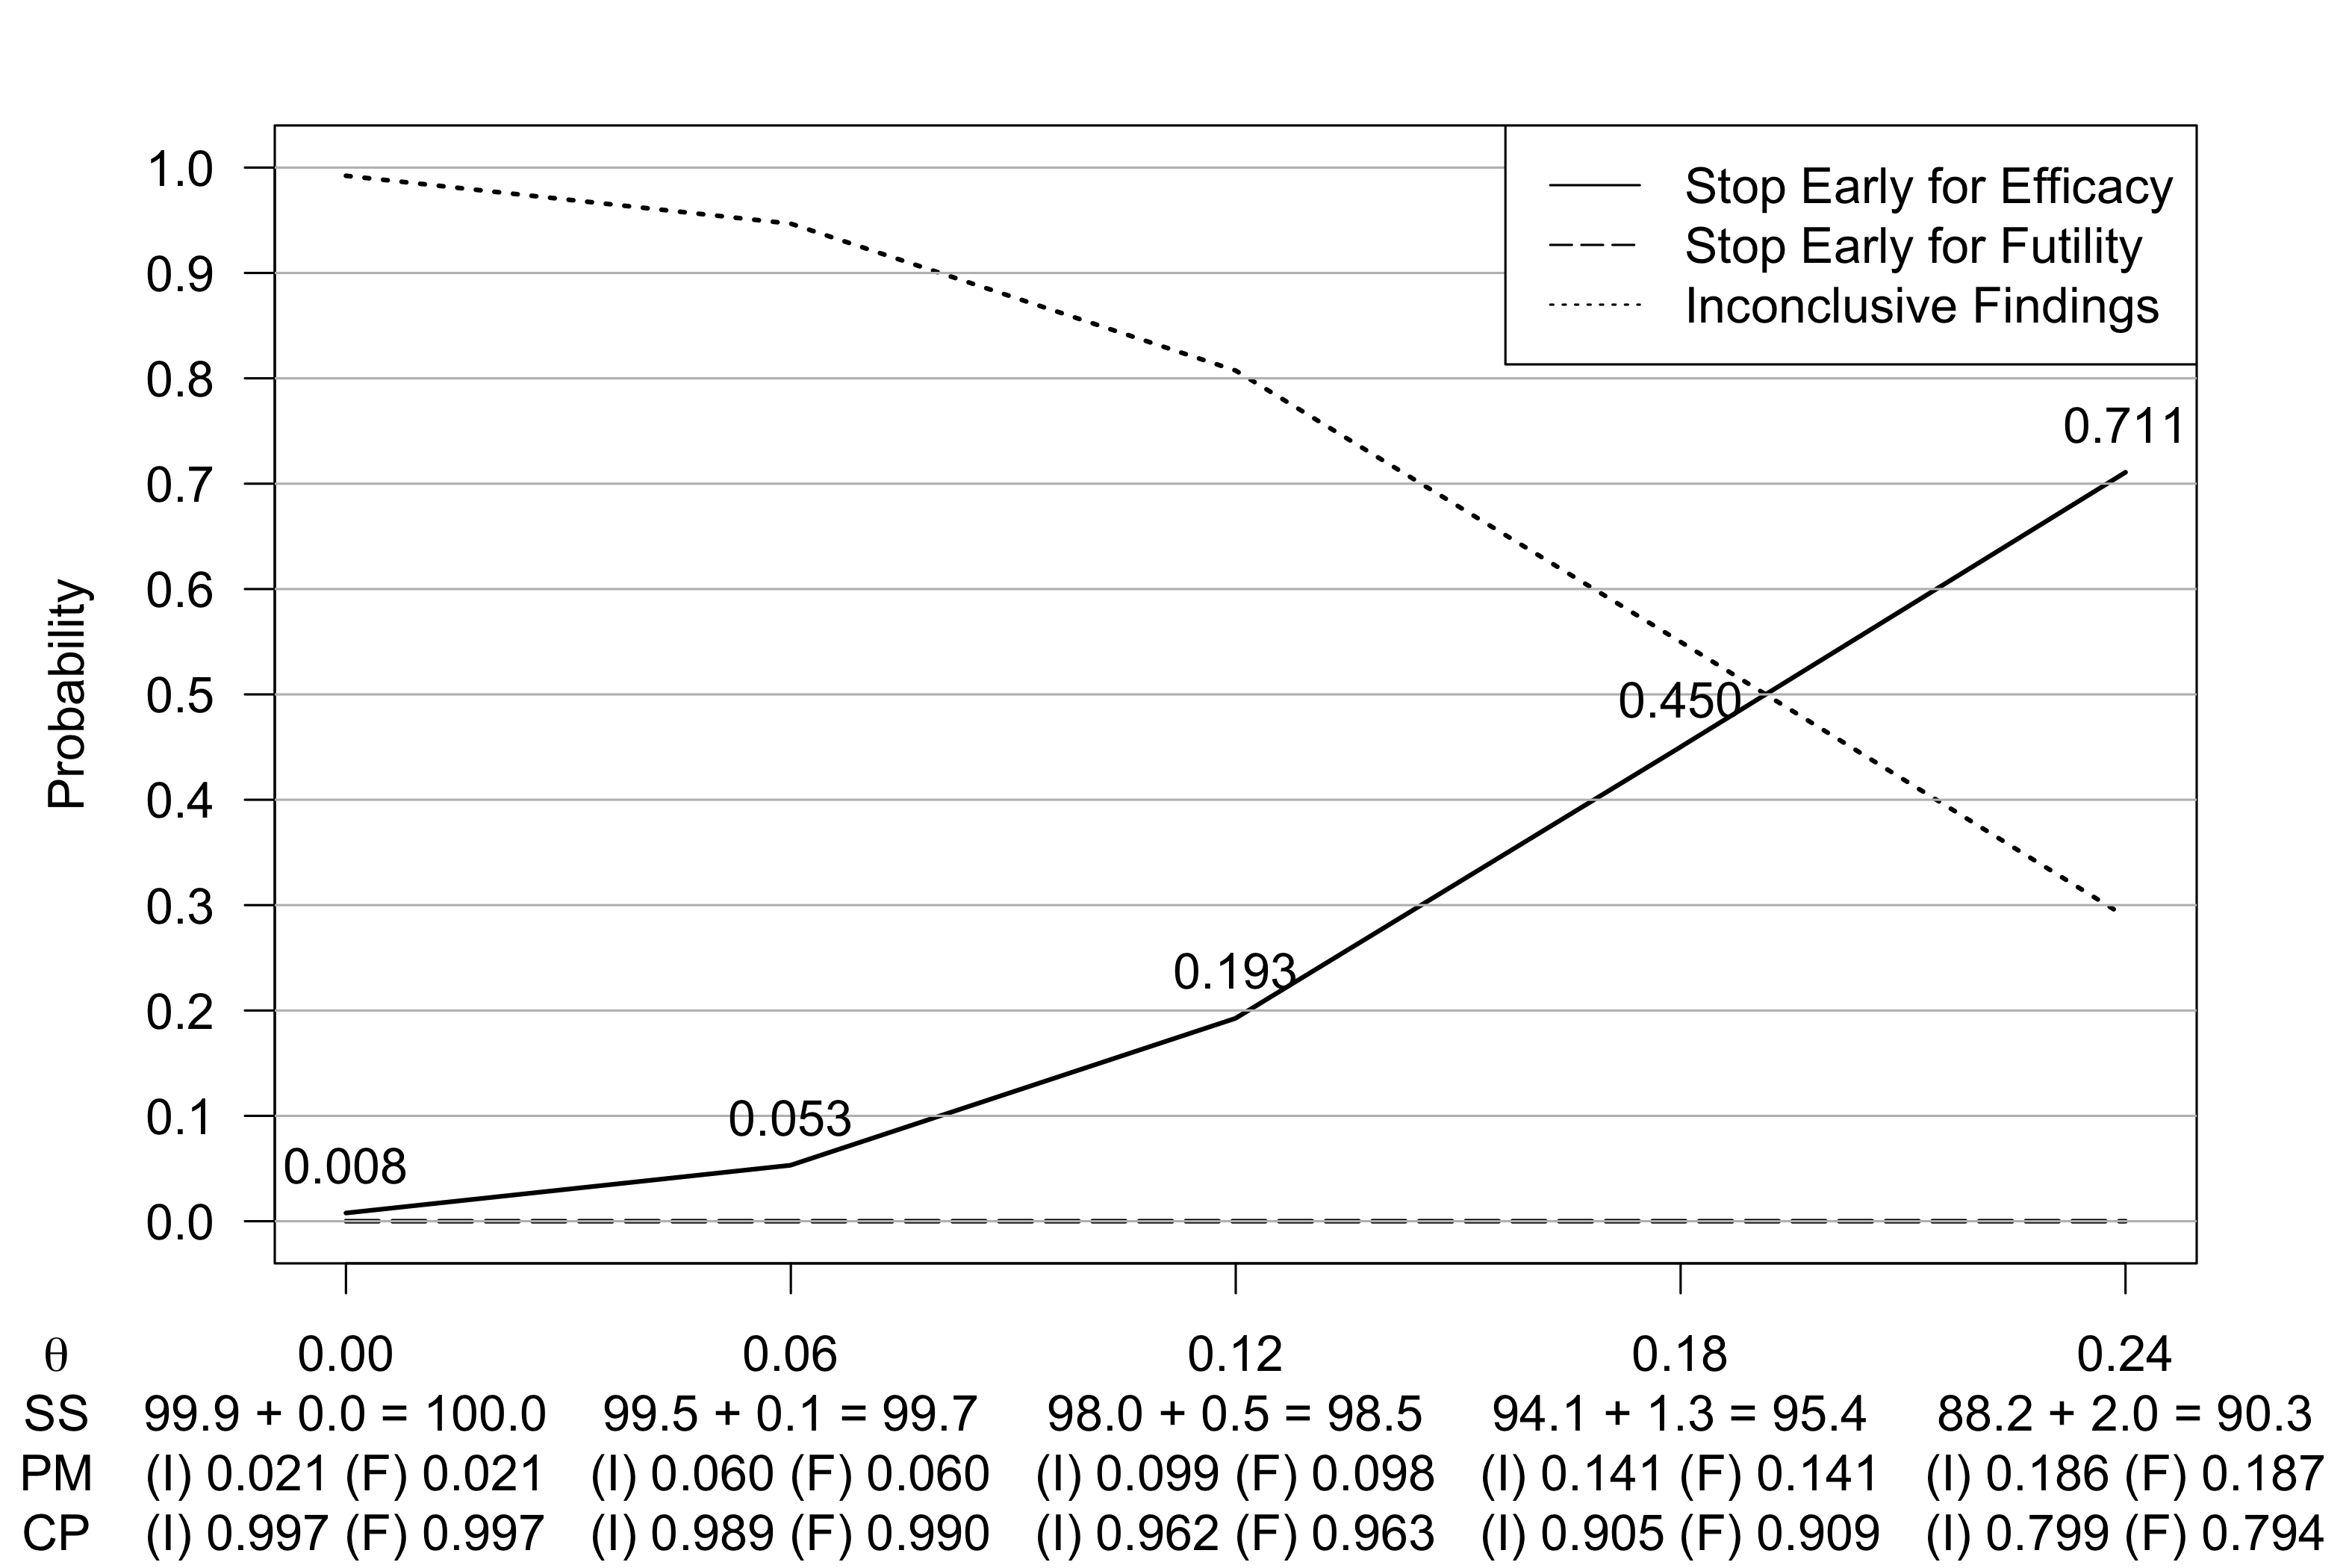 Stop Early for Efficacy
Stop Early for Futility
Inconclusive Findings
Probability
1.0
0.9
0.8
0.7
0.6
0.5
0.4
0.3
0.2
0.1
0.0
0.008
0.053
0.193
0.450
0.711
θ 0.00 0.06 0.12 0.18 0.24
SS 99.9 + 0.0 = 100.0 99.5 + 0.1 = 99.7 98.0 + 0.5 = 98.5 94.1 + 1.3 = 95.4 88.2 + 2.0 = 90.3
PM (I) 0.021 (F) 0.021 (I) 0.060 (F) 0.060 (I) 0.099 (F) 0.098 (I) 0.141 (F) 0.141 (I) 0.186 (F) 0.187
CP (I) 0.997 (F) 0.997 (I) 0.989 (F) 0.990 (I) 0.962 (F) 0.963 (I) 0.905 (F) 0.909 (I) 0.799 (F) 0.794